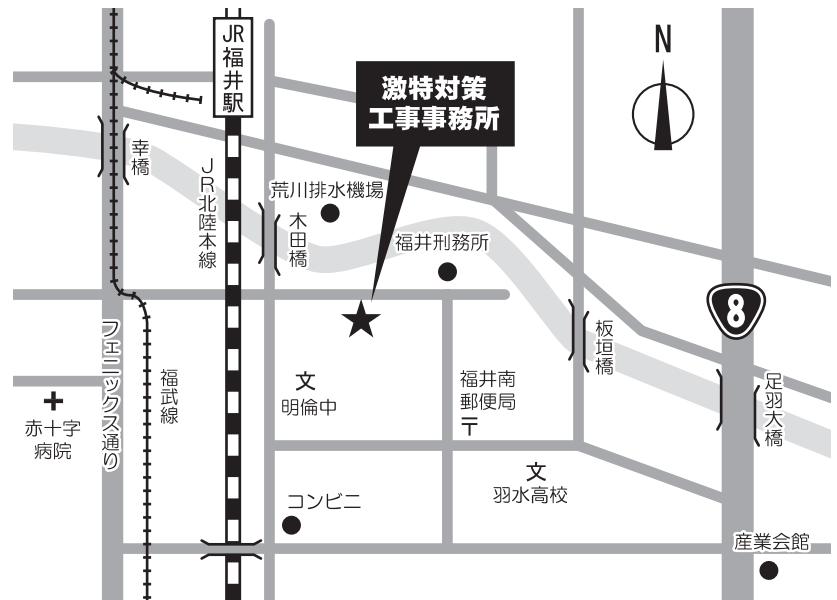 JR福井駅
N
激特対策
工事事務所
幸橋
JR北陸本線
荒川排水機場
木田橋
福井刑務所
8
板垣橋
足羽大橋
フェニックス通り
福武線
文
明倫中
福井南
郵便局
〒
赤十字
病院
文
羽水高校
コンビニ
産業会館